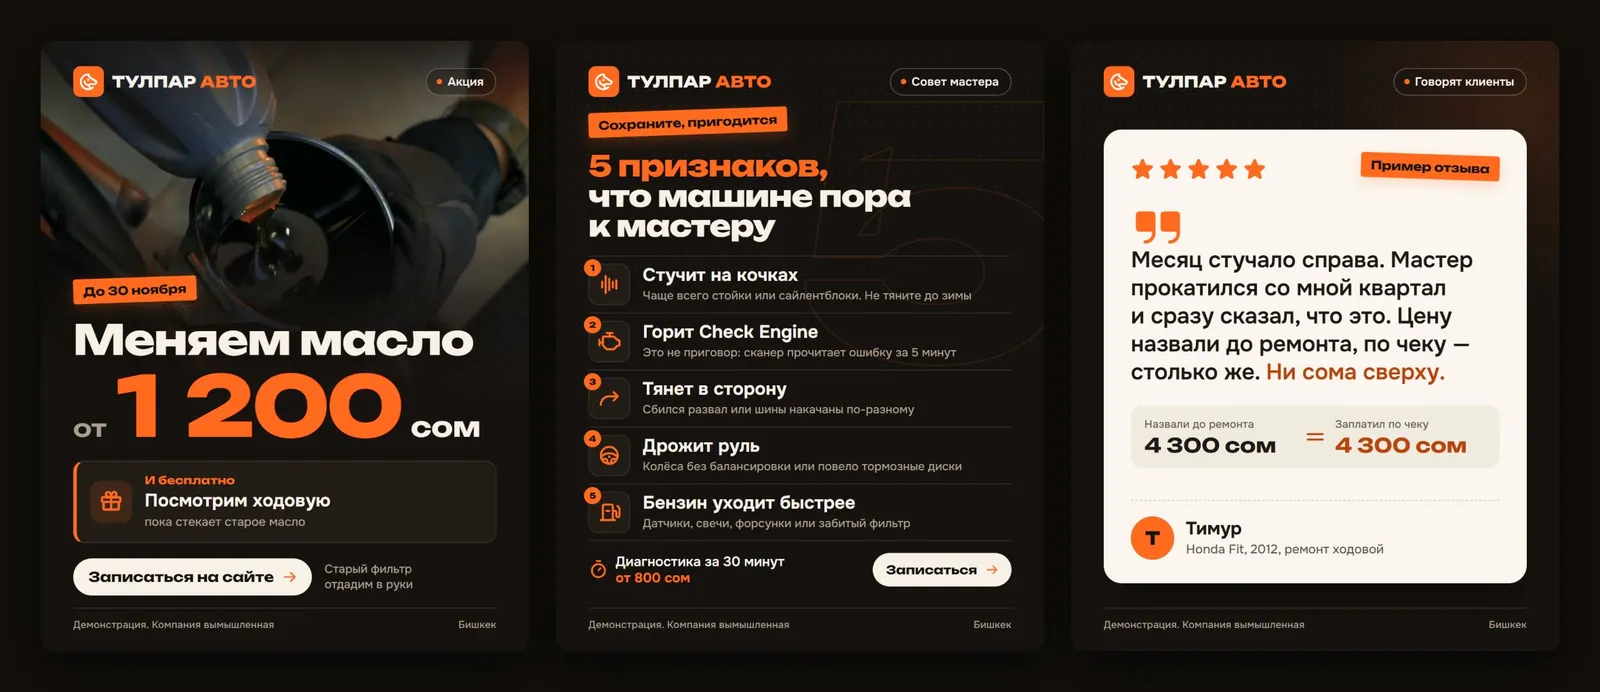 ТУЛПАР АВТО
Акция
До 30 ноября
Меняем масло
от 1 200 сом
И бесплатно
Посмотрим ходовую
пока стекает старое масло
Записаться на сайте →
Старый фильтр
отдадим в руки
Демонстрация. Компания вымышленная
Бишкек
ТУЛПАР АВТО
Совет мастера
Сохраните, пригодится
5 признаков,
что машине пора
к мастеру
5
1
Стучит на кочках
Чаще всего стойки или сайлентблоки. Не тяните до зимы
2
Горит Check Engine
Это не приговор: сканер прочитает ошибку за 5 минут
3
Тянет в сторону
Сбился развал или шины накачаны по-разному
4
Дрожит руль
Колёса без балансировки или повело тормозные диски
5
Бензин уходит быстрее
Датчики, свечи, форсунки или забитый фильтр
Диагностика за 30 минут
от 800 сом
Записаться →
Демонстрация. Компания вымышленная
Бишкек
ТУЛПАР АВТО
Говорят клиенты
Пример отзыва
Месяц стучало справа. Мастер
прокатился со мной квартал
и сразу сказал, что это. Цену
назвали до ремонта, по чеку —
столько же. Ни сома сверху.
Назвали до ремонта
4 300 сом
=
Заплатил по чеку
4 300 сом
Т
Тимур
Honda Fit, 2012, ремонт ходовой
Демонстрация. Компания вымышленная
Бишкек